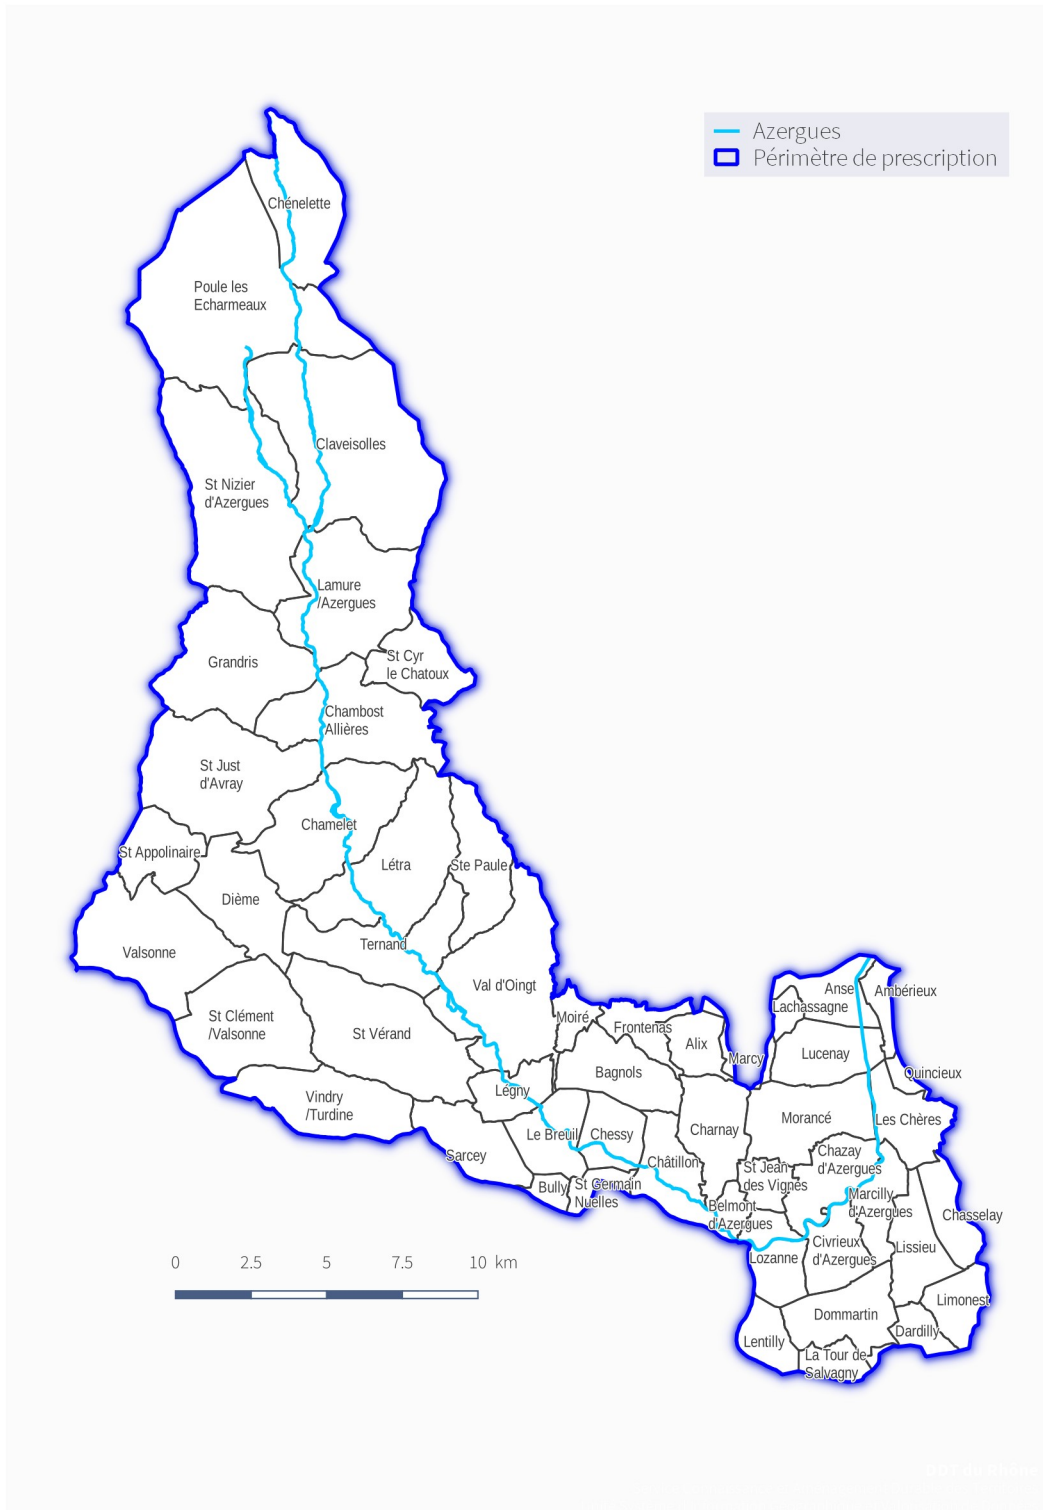 Azergues
Périmètre de prescription
Chénelette
Poule les
Echarmeaux
Claveisolles
St Nizier
d'Azergues
Lamure
/Azergues
Grandris
St Cyr
le Chatoux
Chambost
Allières
St Just
d'Avray
Chamelet
St Appolinaire
Létra
Ste Paule
Dième
Ternand
Valsonne
Val d'Oingt
St Clément
/Valsonne
St Vérand
Moiré
Frontenas
Alix
Marcy
Anse
Ambérieux
Lachassagne
Lucenay
Quincieux
Bagnols
Légny
Vindry
/Turdine
Morancé
Les Chères
Le Breuil
Chessy
Charnay
Sarcey
Châtillon
Chazay
d'Azergues
St Jean
des Vignes
Bully
St Germain
Nuelles
Marcilly
d'Azergues
Belmont
d'Azergues
Chasselay
Lozanne
Civrieux
d'Azergues
Lissieu
Limonest
Dommartin
Dardilly
Lentilly
La Tour de
Salvagny
0 2.5 5 7.5 10 km
DDT du Rhône